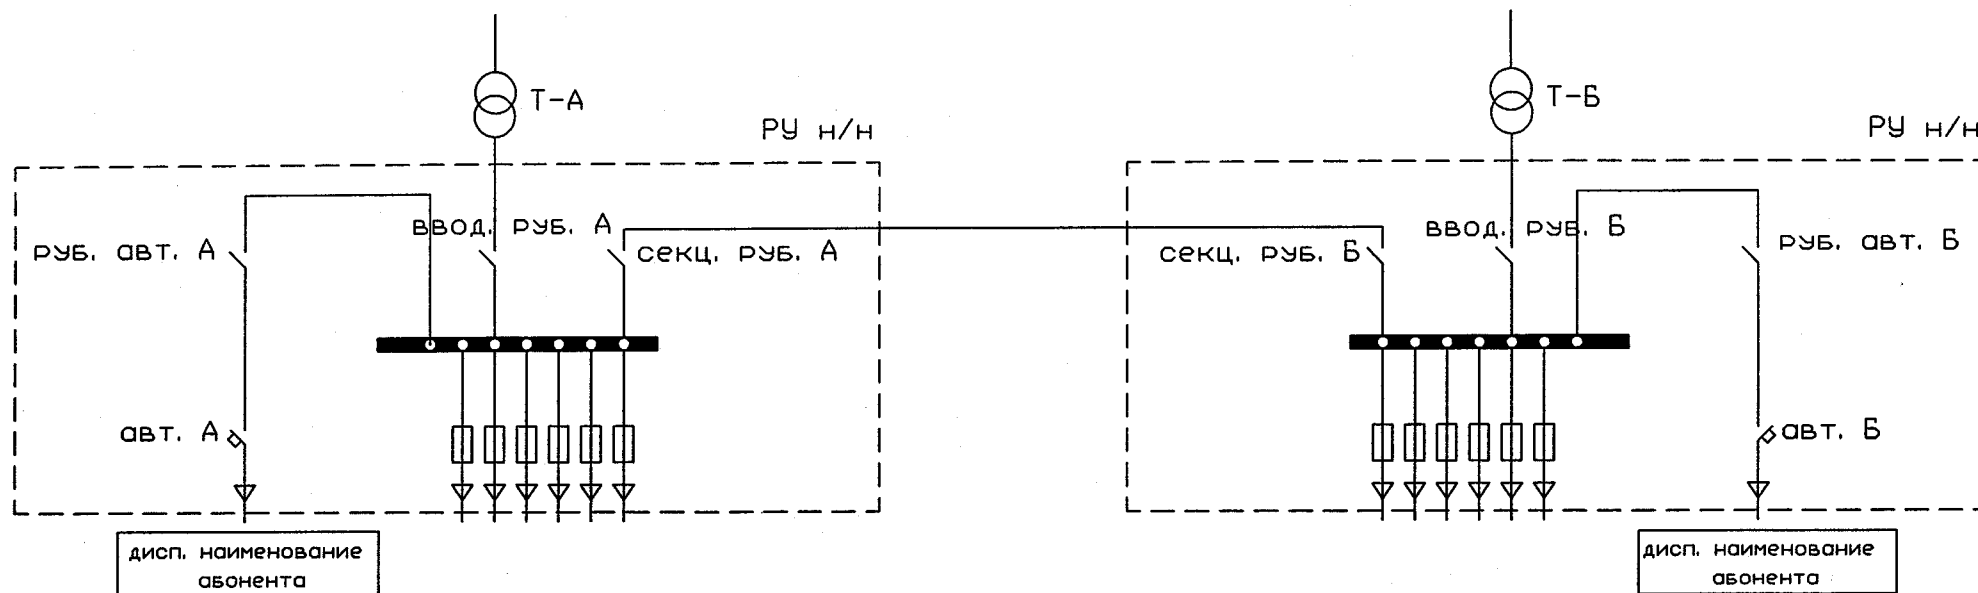 Т-А
Т-Б
РУ н/н
РУ н/н
ввод. руб. А
ввод. руб. Б
руб. авт. А
секц. руб. А
секц. руб. Б
руб. авт. Б
авт. А
авт. Б
дисп. наименование
абонента
дисп. наименование
абонента